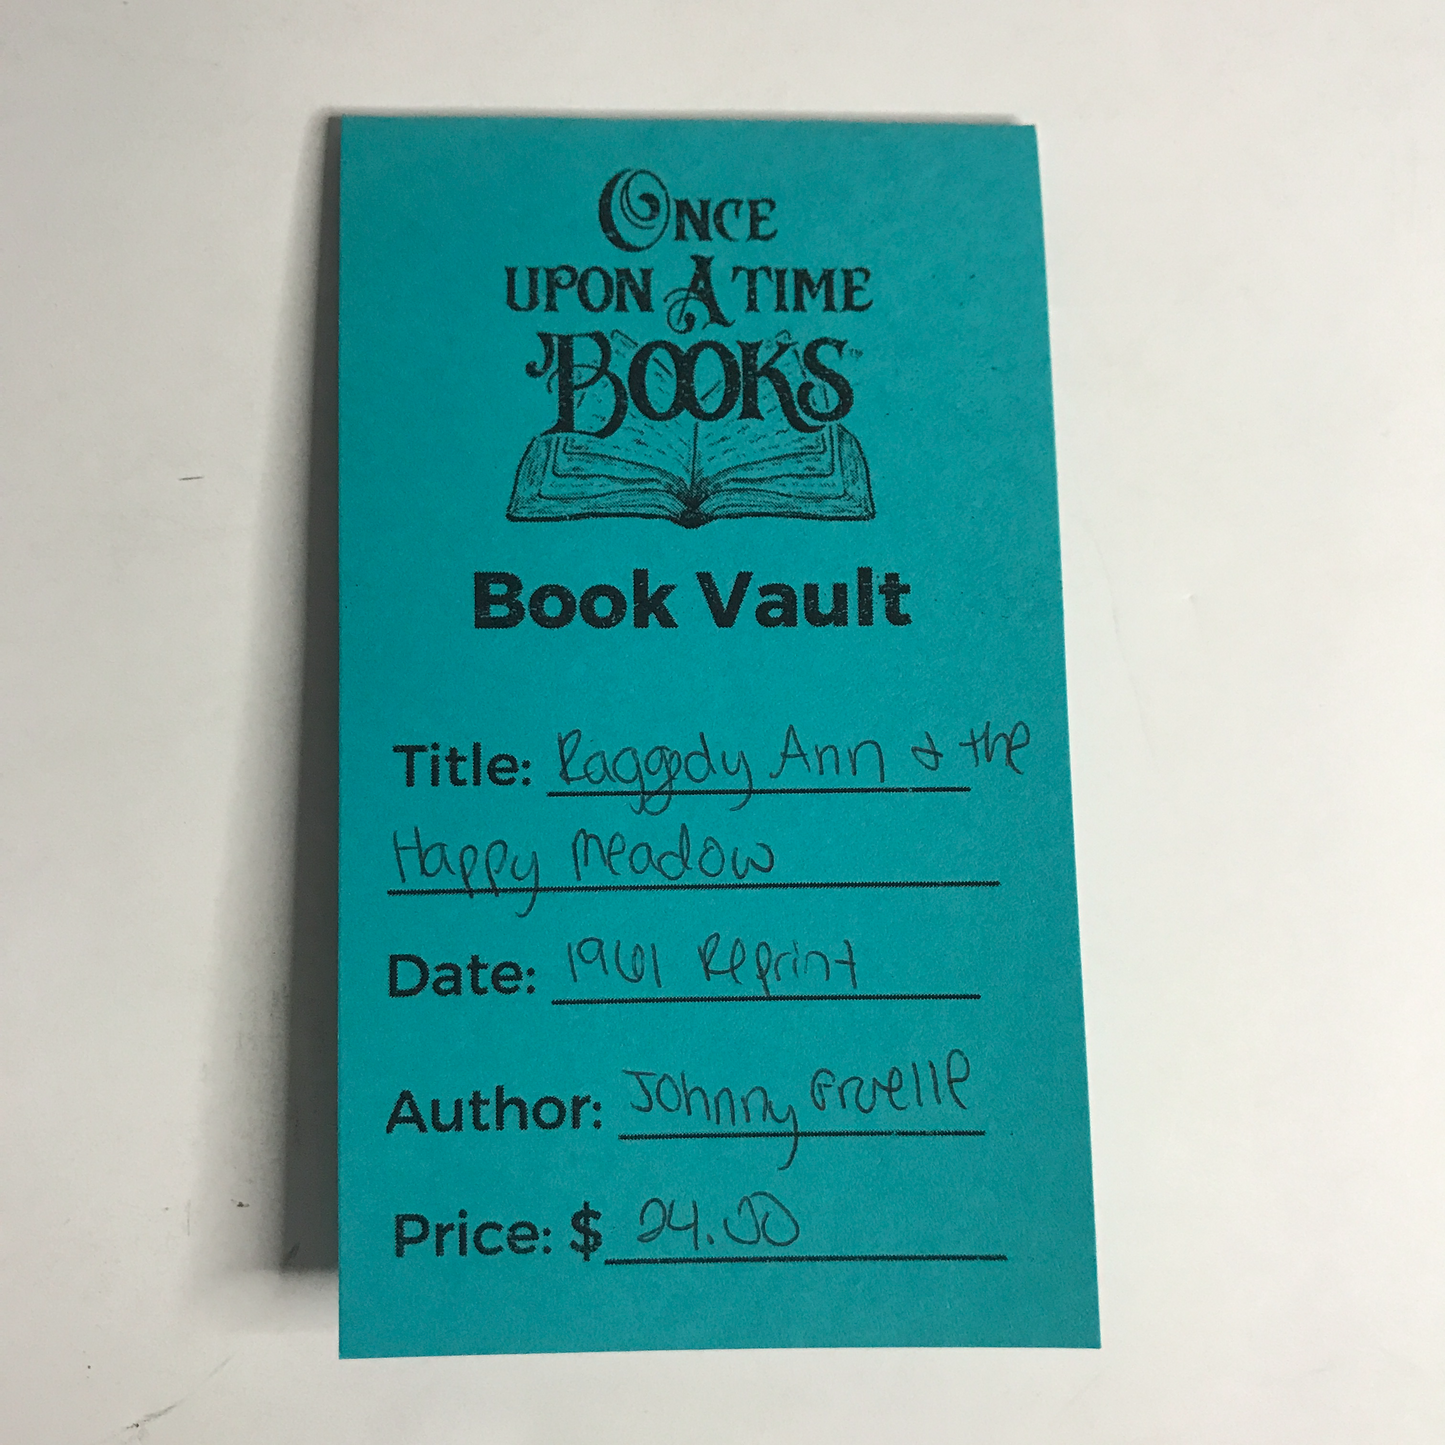 Once
upon A time
Books™
Book Vault
Title: Raggedy Ann & the
Happy Meadow
Date: 1961 Reprint
Author: Johnny Gruelle
Price: $ 24.00